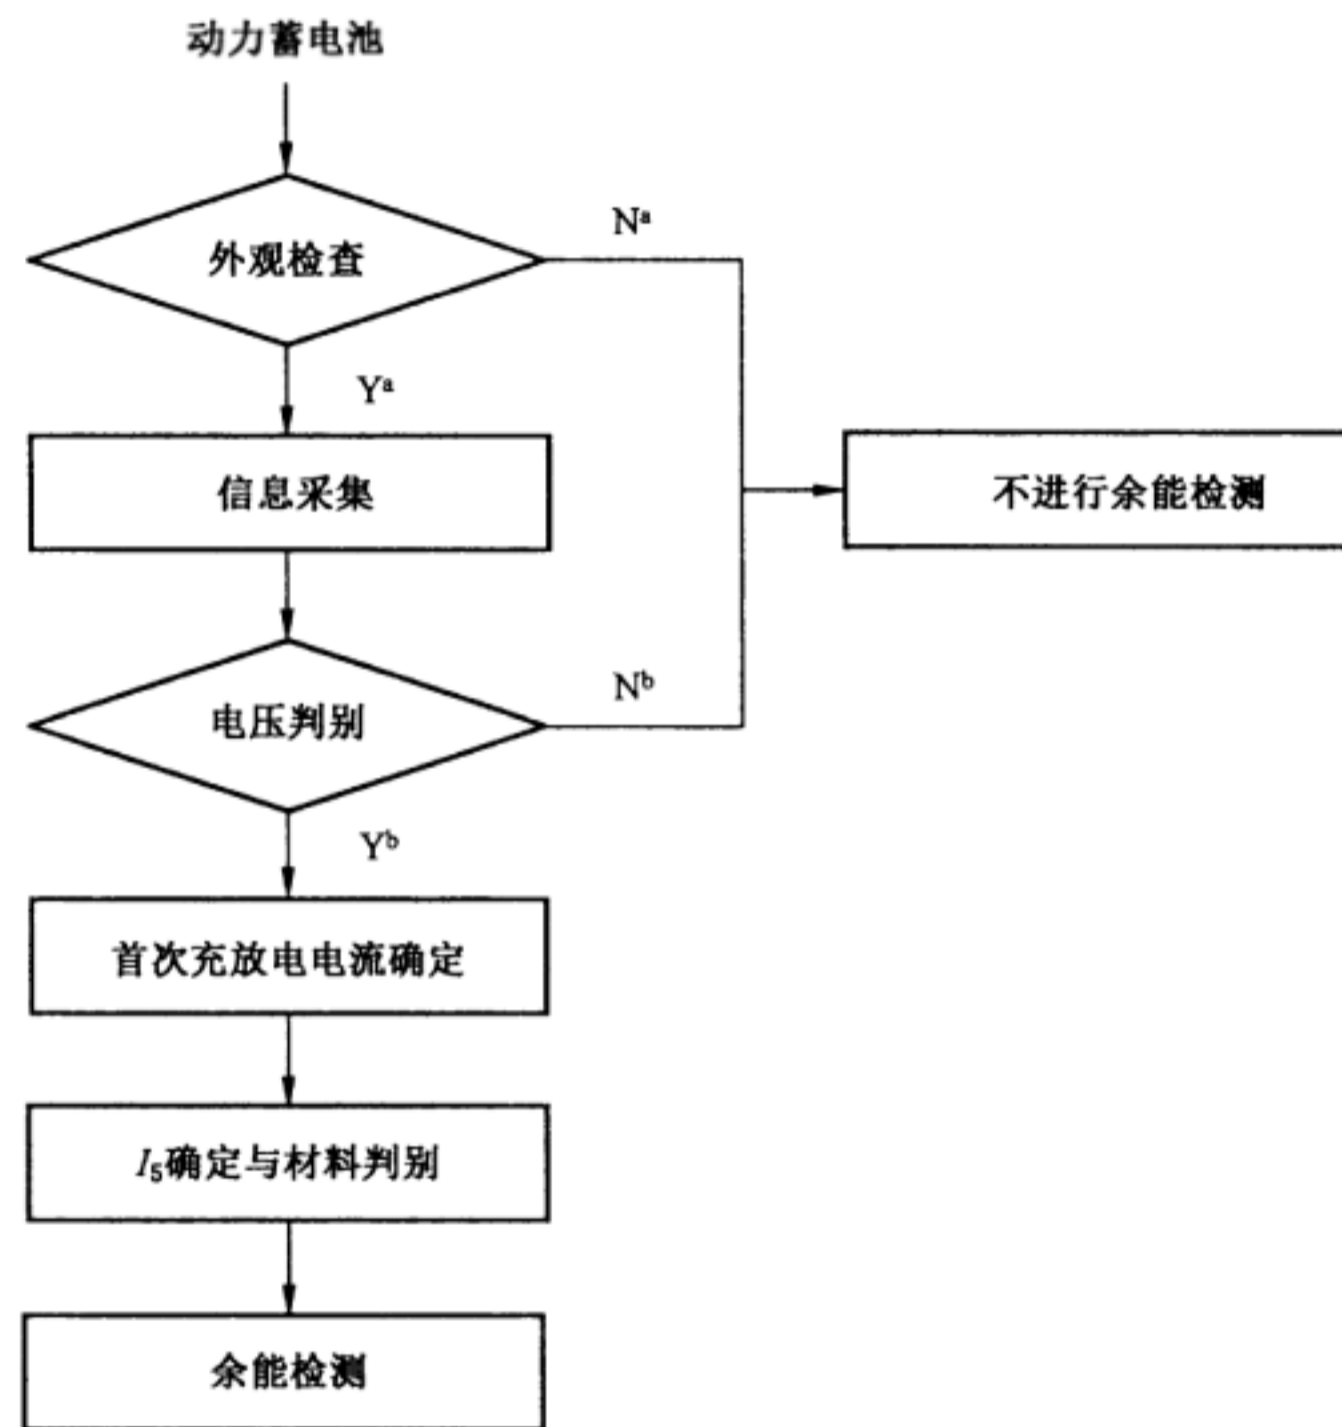 动力蓄电池
外观检查
Nᵃ
Yᵃ
信息采集
不进行余能检测
电压判别
Nᵇ
Yᵇ
首次充放电电流确定
I₅确定与材料判别
余能检测